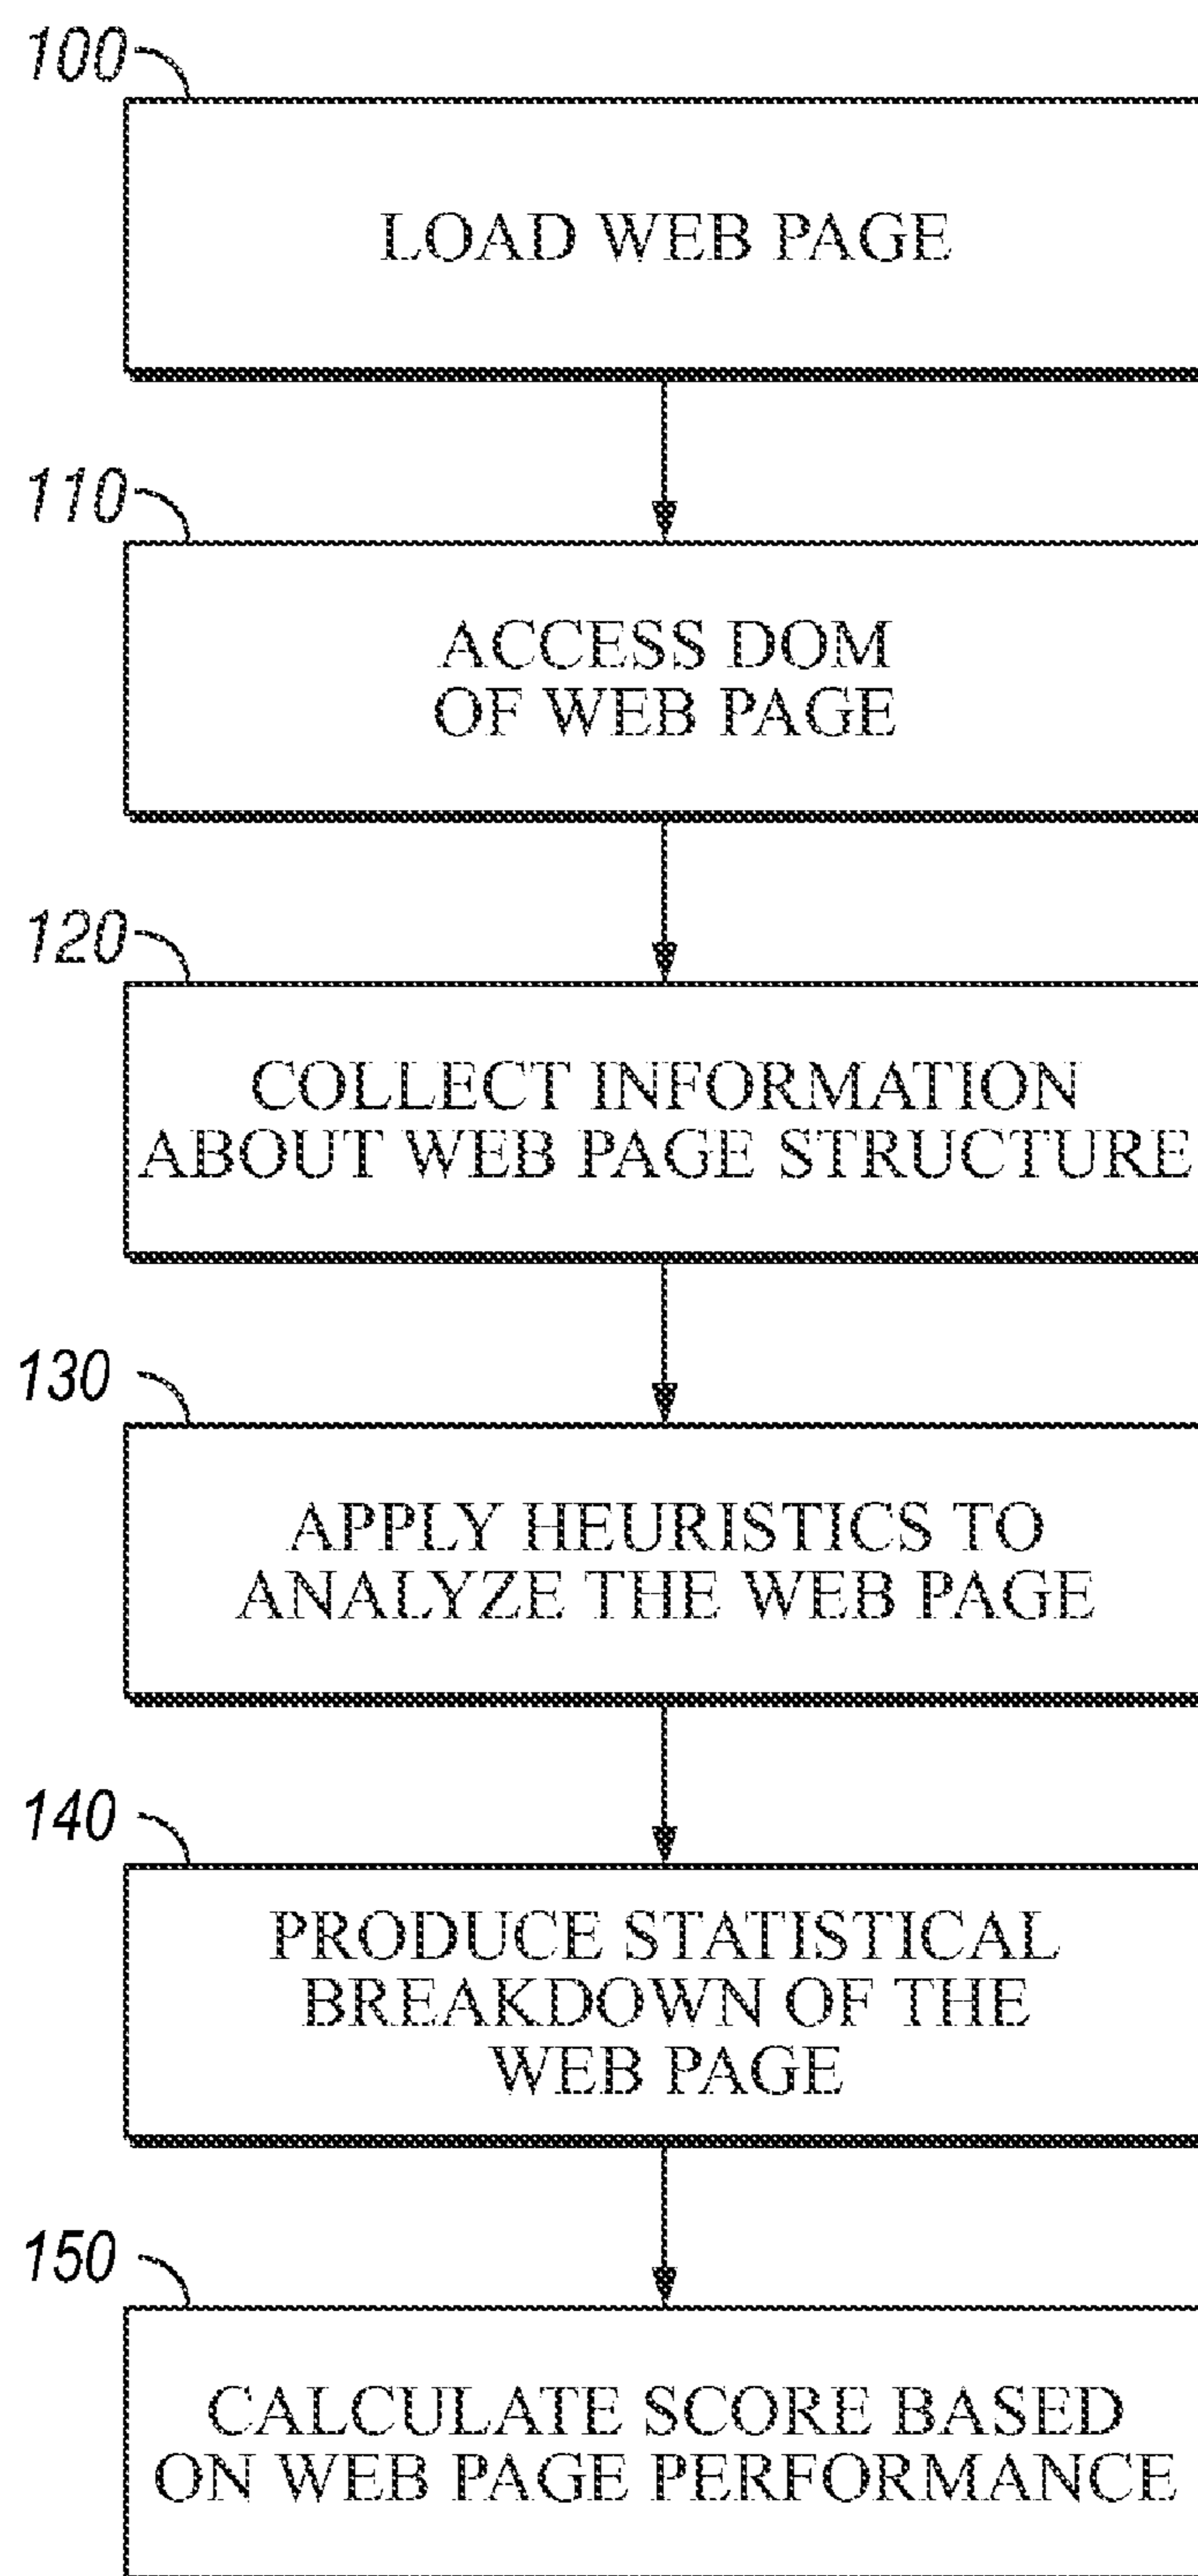 100
LOAD WEB PAGE
110
ACCESS DOM
OF WEB PAGE
120
COLLECT INFORMATION
ABOUT WEB PAGE STRUCTURE
130
APPLY HEURISTICS TO
ANALYZE THE WEB PAGE
140
PRODUCE STATISTICAL
BREAKDOWN OF THE
WEB PAGE
150
CALCULATE SCORE BASED
ON WEB PAGE PERFORMANCE